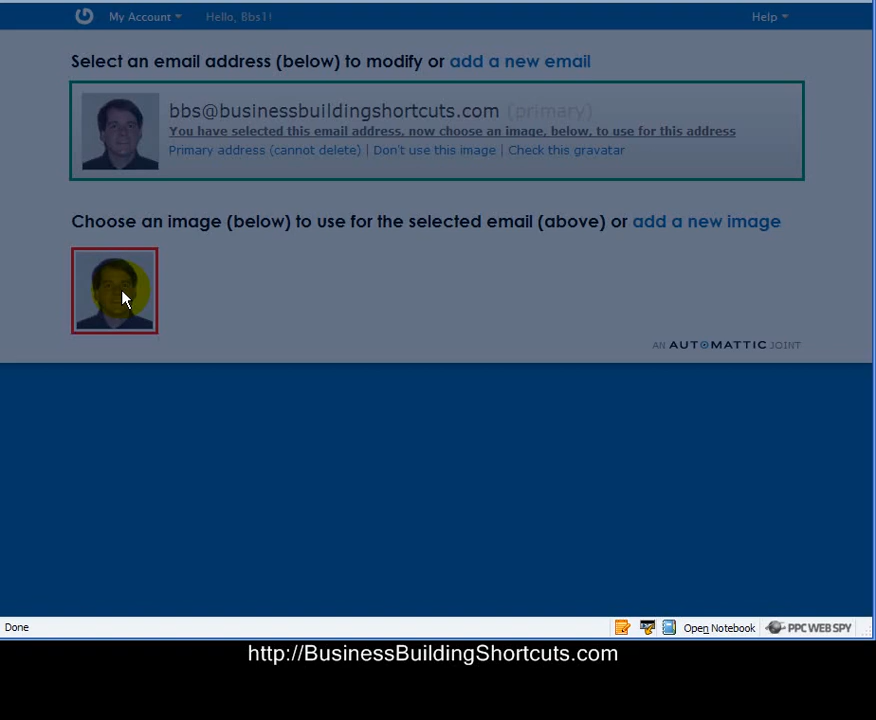 My Account Hello, Bbs1! Help
Select an email address (below) to modify or add a new email
bbs@businessbuildingshortcuts.com (primary)
You have selected this email address, now choose an image, below, to use for this address
Primary address (cannot delete) | Don't use this image | Check this gravatar
Choose an image (below) to use for the selected email (above) or add a new image
AN AUTOMATTIC JOINT
Done Open Notebook PPC WEB SPY
http://BusinessBuildingShortcuts.com